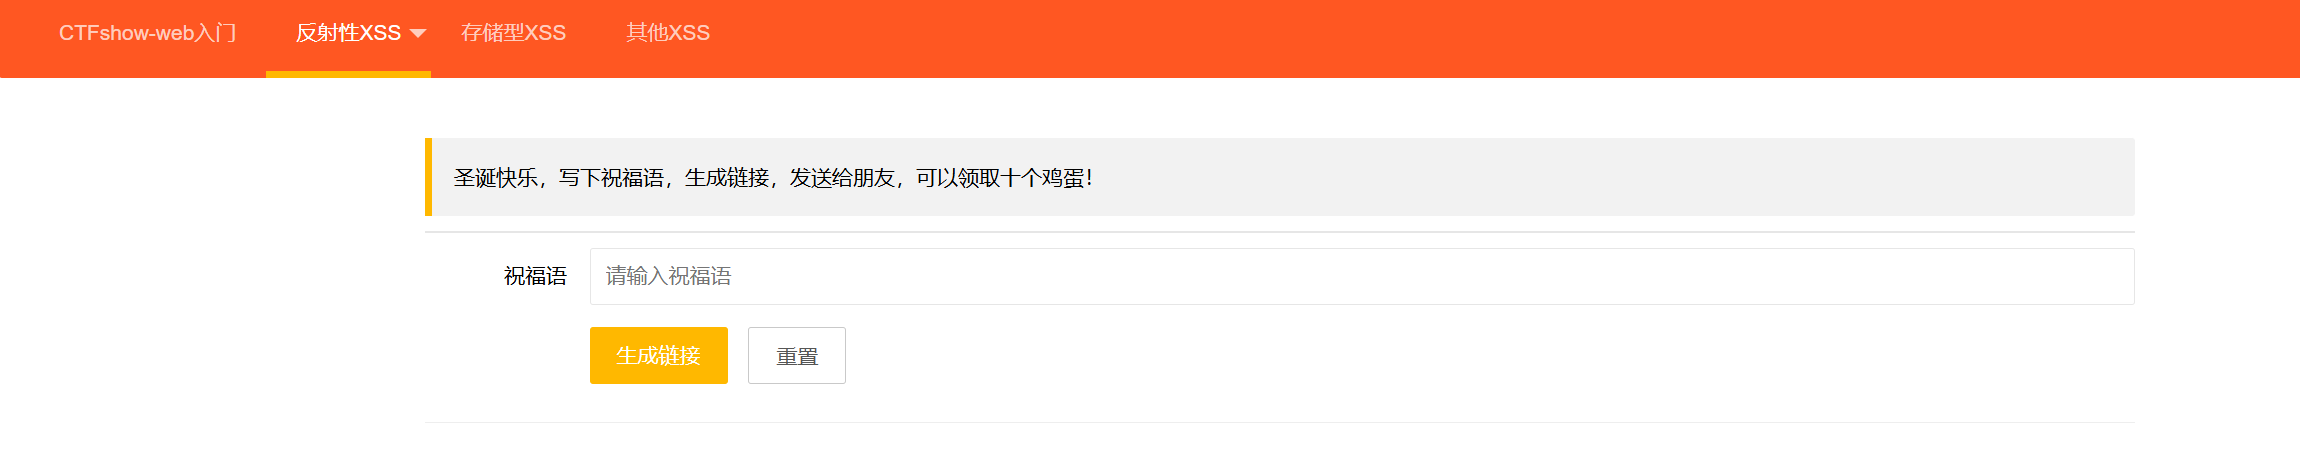 CTFshow-web入门 反射性XSS 存储型XSS 其他XSS
圣诞快乐，写下祝福语，生成链接，发送给朋友，可以领取十个鸡蛋！
祝福语 请输入祝福语
生成链接 重置